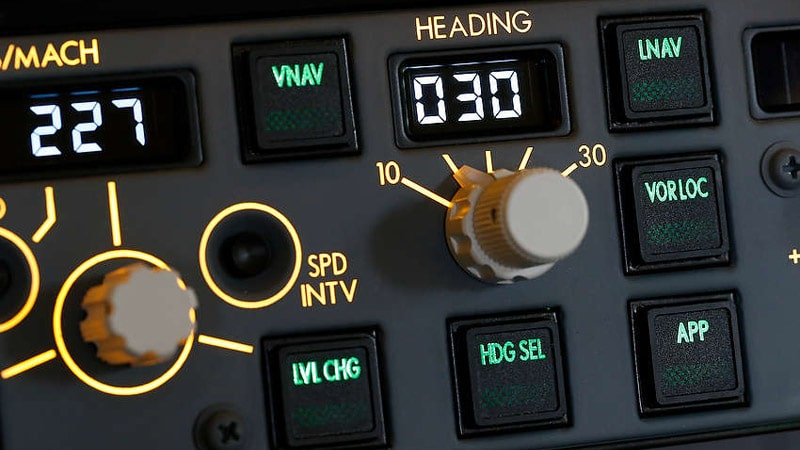 /MACH
HEADING
227
VNAV
030
LNAV
10
30
VOR LOC
SPD
INTV
LVL CHG
HDG SEL
APP
+